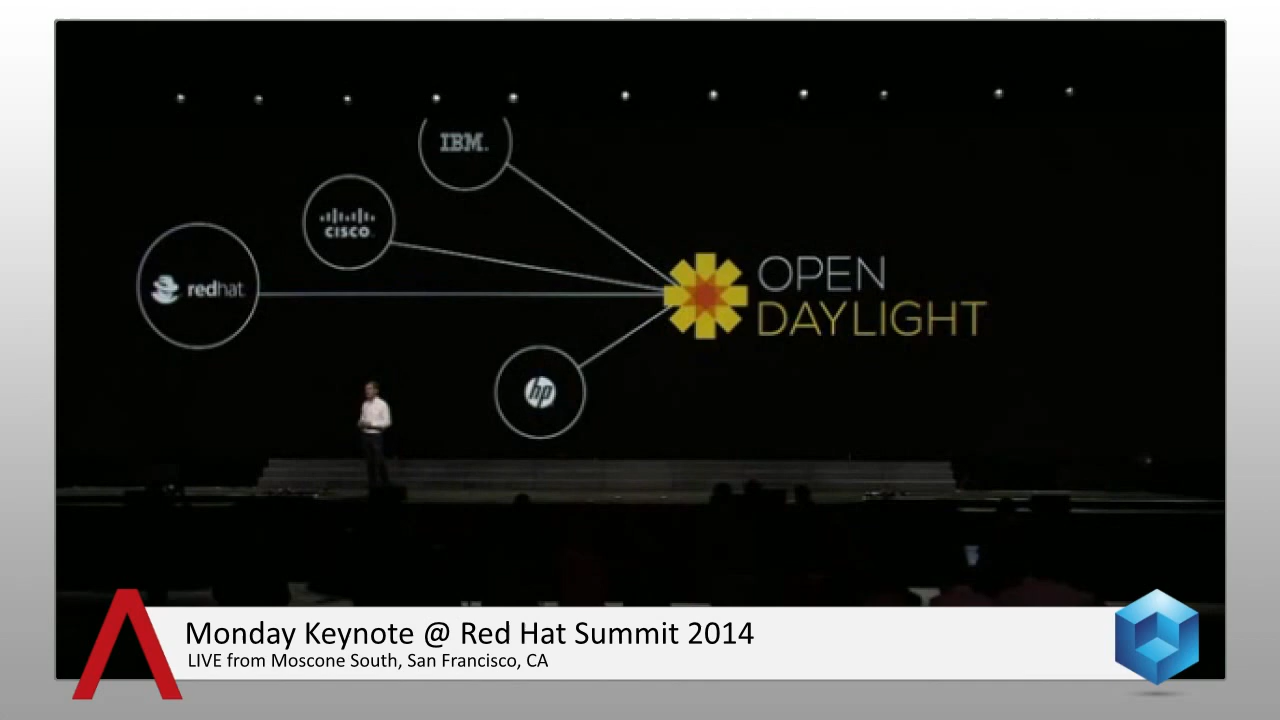 IBM.
CISCO
redhat.
hp
OPEN
DAYLIGHT
Monday Keynote @ Red Hat Summit 2014
LIVE from Moscone South, San Francisco, CA